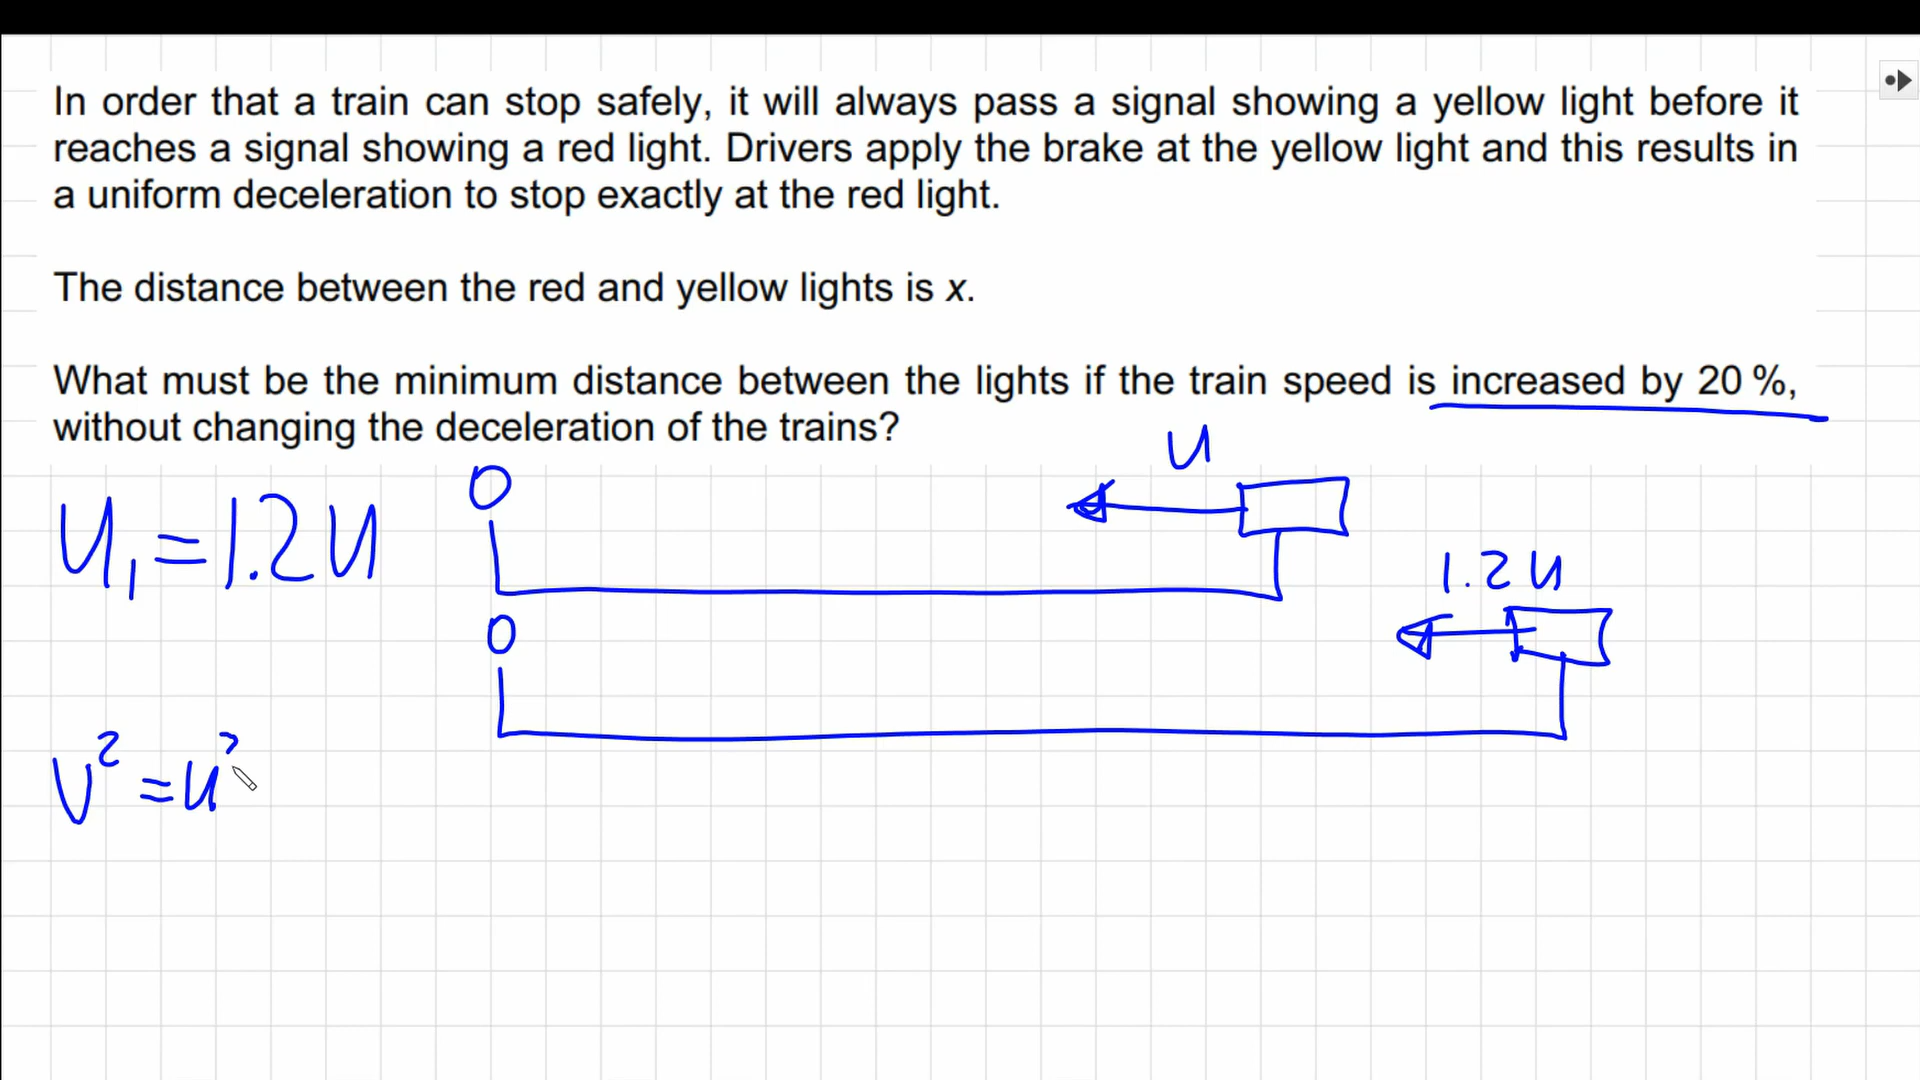 In order that a train can stop safely, it will always pass a signal showing a yellow light before it
reaches a signal showing a red light. Drivers apply the brake at the yellow light and this results in
a uniform deceleration to stop exactly at the red light.
The distance between the red and yellow lights is x.
What must be the minimum distance between the lights if the train speed is increased by 20 %,
without changing the deceleration of the trains?
u
u₁ = 1.2u
1.2u
v² = u²